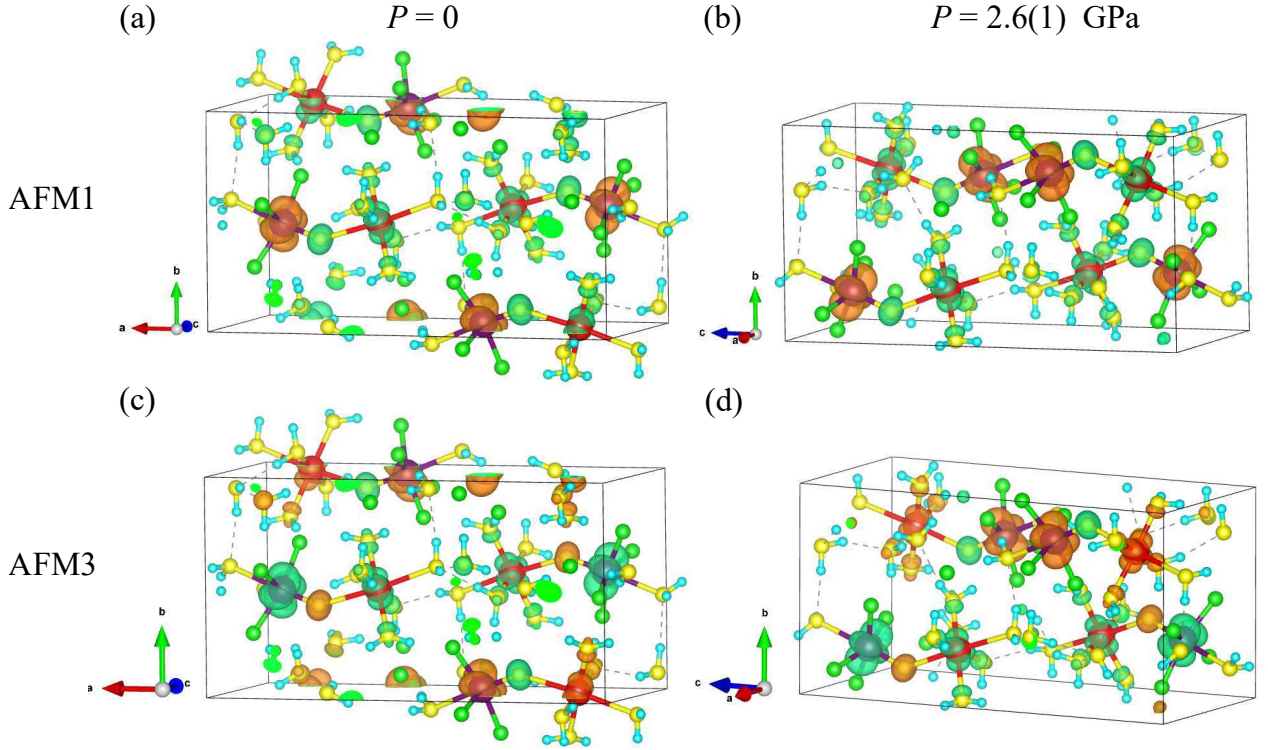 (a) P = 0 (b) P = 2.6(1) GPa
AFM1
b
a
c
b
c
a
(c) (d)
AFM3
b
a
c
b
c
a